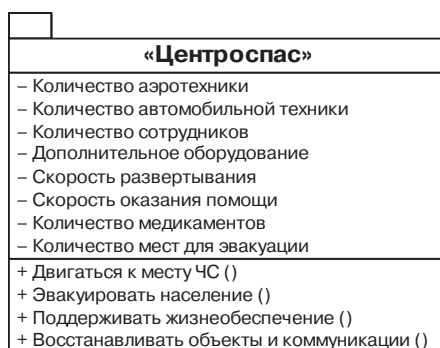 «Центроспас»
– Количество аэротехники
– Количество автомобильной техники
– Количество сотрудников
– Дополнительное оборудование
– Скорость развертывания
– Скорость оказания помощи
– Количество медикаментов
– Количество мест для эвакуации
+ Двигаться к месту ЧС ()
+ Эвакуировать население ()
+ Поддерживать жизнеобеспечение ()
+ Восстанавливать объекты и коммуникации ()